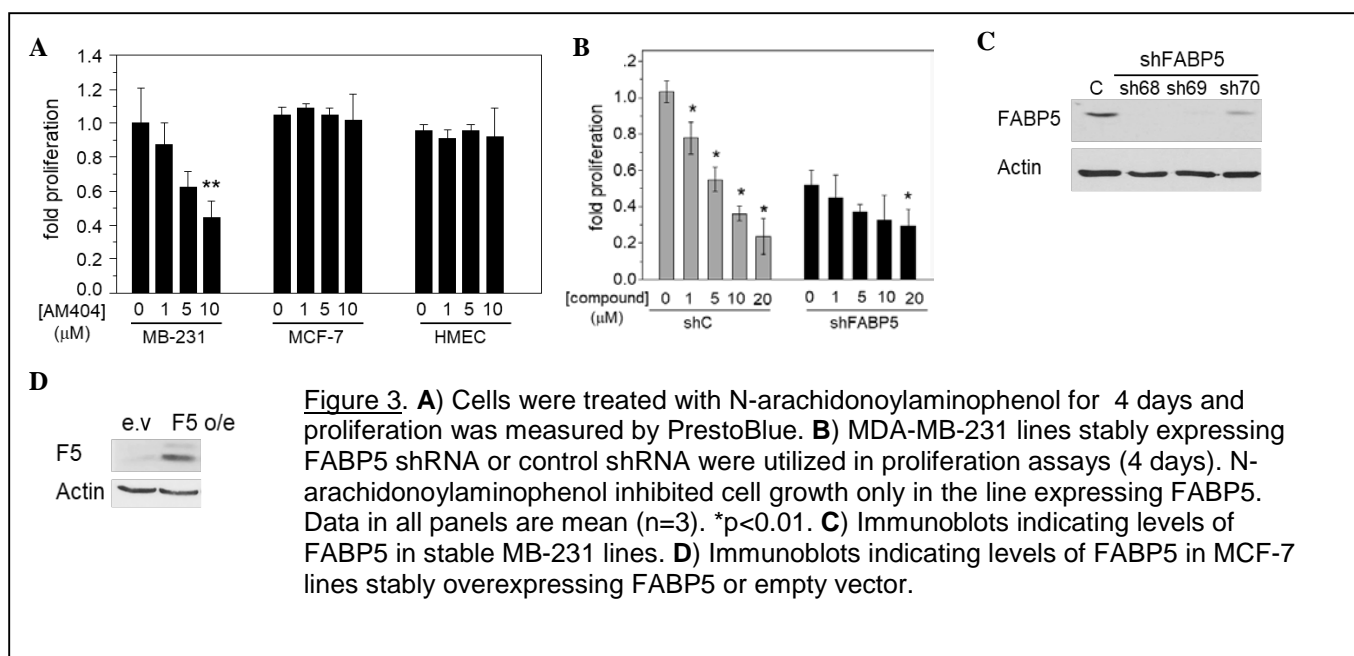 A
1.4
1.2
1.0
0.8
0.6
0.4
0.2
0.0
fold proliferation
**
[AM404]
(µM)
0 1 5 10 0 1 5 10 0 1 5 10
MB-231 MCF-7 HMEC
B
1.2
1.0
0.8
0.6
0.4
0.2
0.0
fold proliferation
* * * * *
[compound]
(µM)
0 1 5 10 20 0 1 5 10 20
shC shFABP5
C
shFABP5
C sh68 sh69 sh70
FABP5
Actin
D
e.v F5 o/e
F5
Actin
Figure 3. A) Cells were treated with N-arachidonoylaminophenol for 4 days and
proliferation was measured by PrestoBlue. B) MDA-MB-231 lines stably expressing
FABP5 shRNA or control shRNA were utilized in proliferation assays (4 days). N-
arachidonoylaminophenol inhibited cell growth only in the line expressing FABP5.
Data in all panels are mean (n=3). *p<0.01. C) Immunoblots indicating levels of
FABP5 in stable MB-231 lines. D) Immunoblots indicating levels of FABP5 in MCF-7
lines stably overexpressing FABP5 or empty vector.